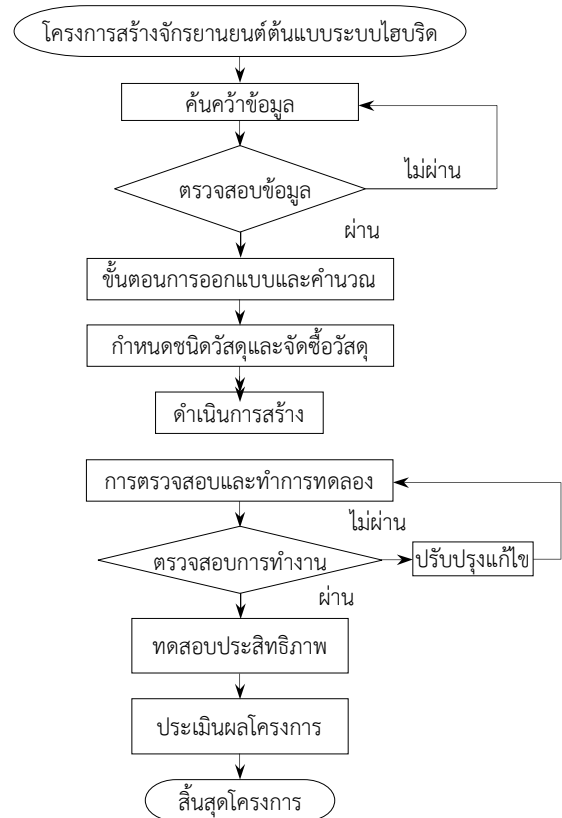 โครงการสร้างจักรยานยนต์ต้นแบบระบบไฮบริด
ค้นคว้าข้อมูล
ไม่ผ่าน
ตรวจสอบข้อมูล
ผ่าน
ขั้นตอนการออกแบบและคำนวณ
กำหนดชนิดวัสดุและจัดซื้อวัสดุ
ดำเนินการสร้าง
การตรวจสอบและทำการทดลอง
ไม่ผ่าน
ตรวจสอบการทำงาน
ปรับปรุงแก้ไข
ผ่าน
ทดสอบประสิทธิภาพ
ประเมินผลโครงการ
สิ้นสุดโครงการ